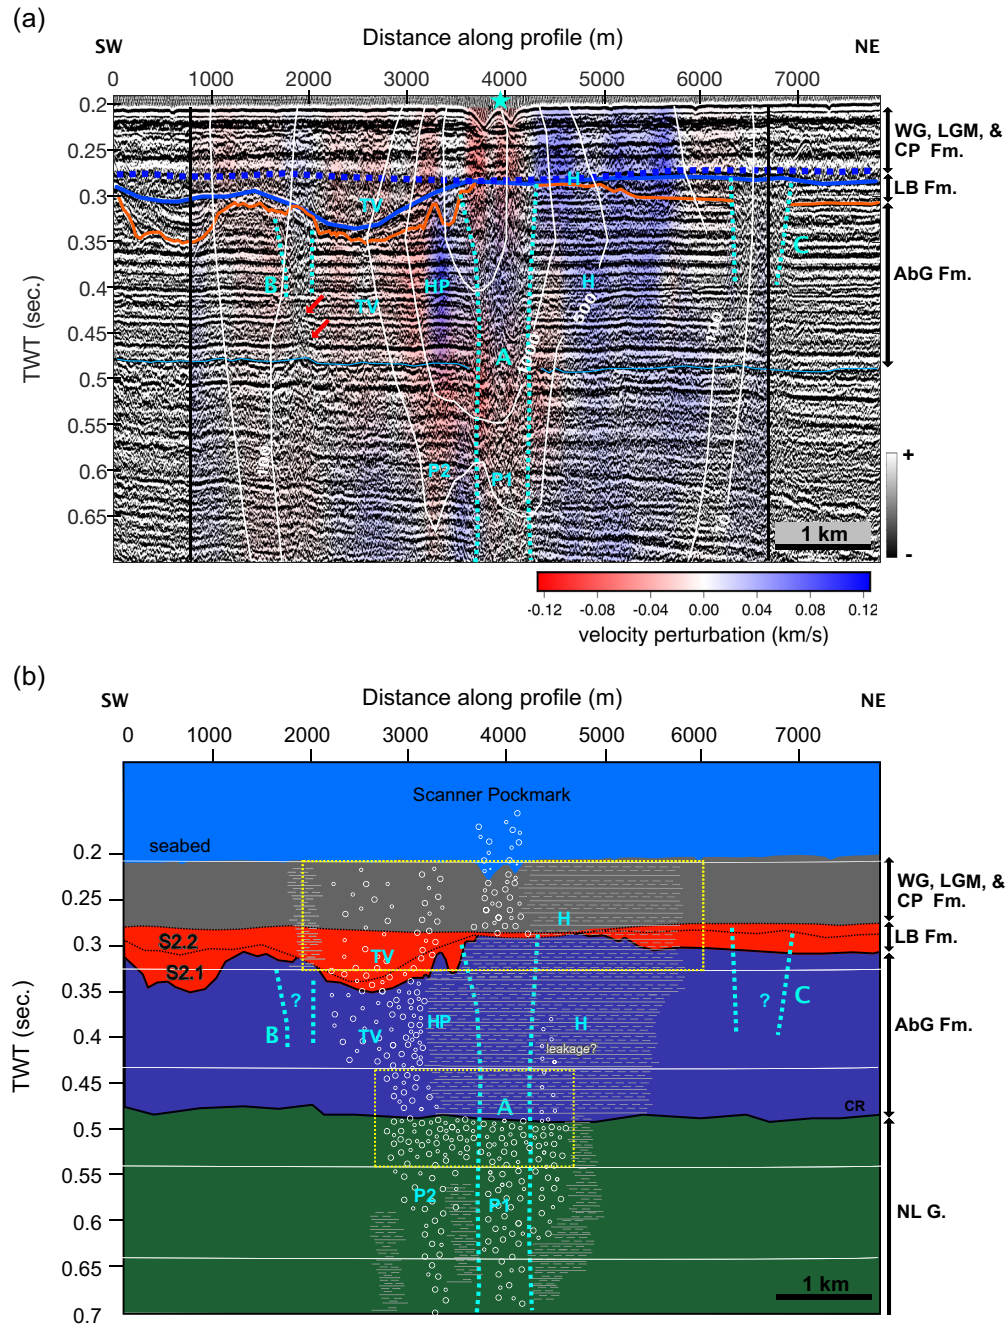 (a)
Distance along profile (m)
SW
NE
0 1000 2000 3000 4000 5000 6000 7000
0.2
0.25
0.3
0.35
0.4
0.45
0.5
0.55
0.6
0.65
TWT (sec.)
WG, LGM, &
CP Fm.
LB Fm.
AbG Fm.
TV
H
B
HP
H
C
TV
A
P2
P1
+
-
1 km
-0.12 -0.08 -0.04 0.00 0.04 0.08 0.12
velocity perturbation (km/s)
(b)
Distance along profile (m)
SW
NE
0 1000 2000 3000 4000 5000 6000 7000
Scanner Pockmark
seabed
0.2
0.25
0.3
0.35
0.4
0.45
0.5
0.55
0.6
0.65
0.7
TWT (sec.)
WG, LGM, &
CP Fm.
H
S2.2
LB Fm.
TV
S2.1
? ? C
B TV HP H
AbG Fm.
leakage?
A
CR
P2 P1
NL G.
1 km